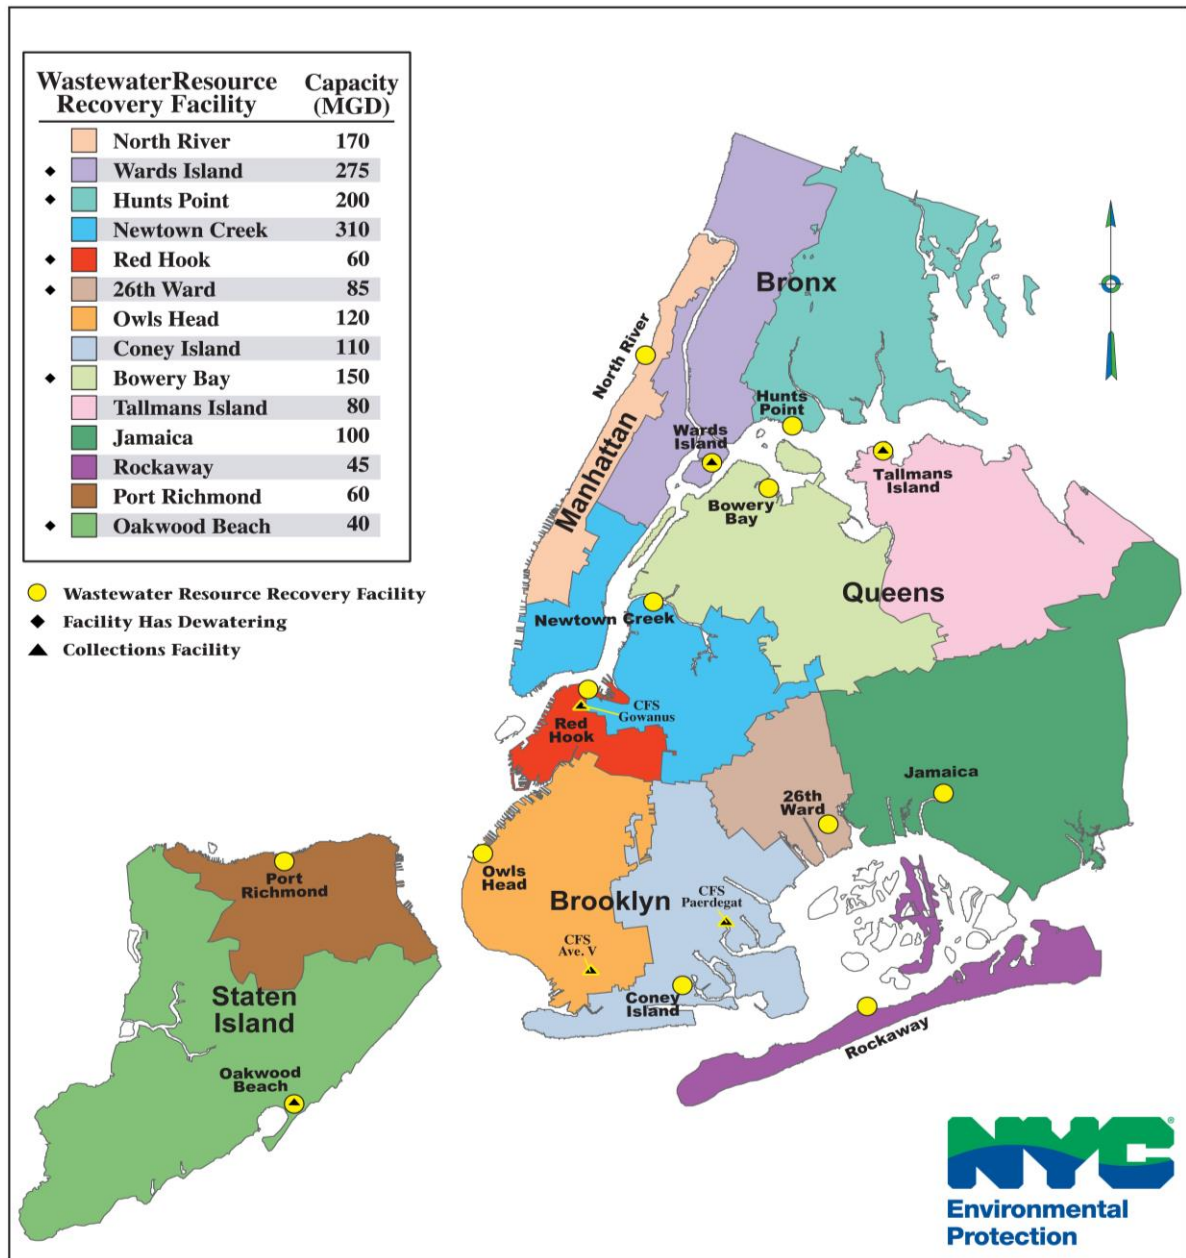 WastewaterResource Recovery Facility
Capacity (MGD)
North River 170
◆ Wards Island 275
◆ Hunts Point 200
Newtown Creek 310
◆ Red Hook 60
◆ 26th Ward 85
Owls Head 120
Coney Island 110
◆ Bowery Bay 150
Tallmans Island 80
Jamaica 100
Rockaway 45
Port Richmond 60
◆ Oakwood Beach 40
Wastewater Resource Recovery Facility
◆ Facility Has Dewatering
▲ Collections Facility
Bronx
North River
Manhattan
Hunts
Point
Wards
Island
Tallmans
Island
Bowery
Bay
Queens
Newtown Creek
CFS
Gowanus
Red
Hook
Jamaica
26th
Ward
Owls
Head
Brooklyn
CFS
Paerdegat
CFS
Ave. V
Coney
Island
Rockaway
Port
Richmond
Staten
Island
Oakwood
Beach
NYC®
Environmental
Protection